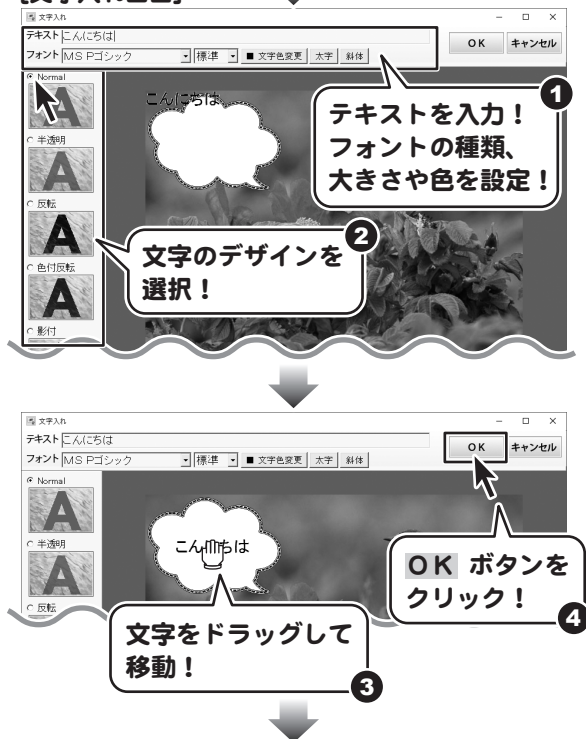 [文字入れ画面]
文字入れ
テキスト こんにちは
フォント MS Pゴシック 標準 ■ 文字色変更 太字 斜体
OK キャンセル
Normal
半透明
反転
色付反転
影付
A
A
A
A
こんにちは
1
テキストを入力!
フォントの種類、
大きさや色を設定!
2
文字のデザインを
選択!
文字入れ
テキスト こんにちは
フォント MS Pゴシック 標準 ■ 文字色変更 太字 斜体
OK キャンセル
Normal
半透明
反転
A
A
こんにちは
文字をドラッグして
移動!
3
OK ボタンを
クリック!
4